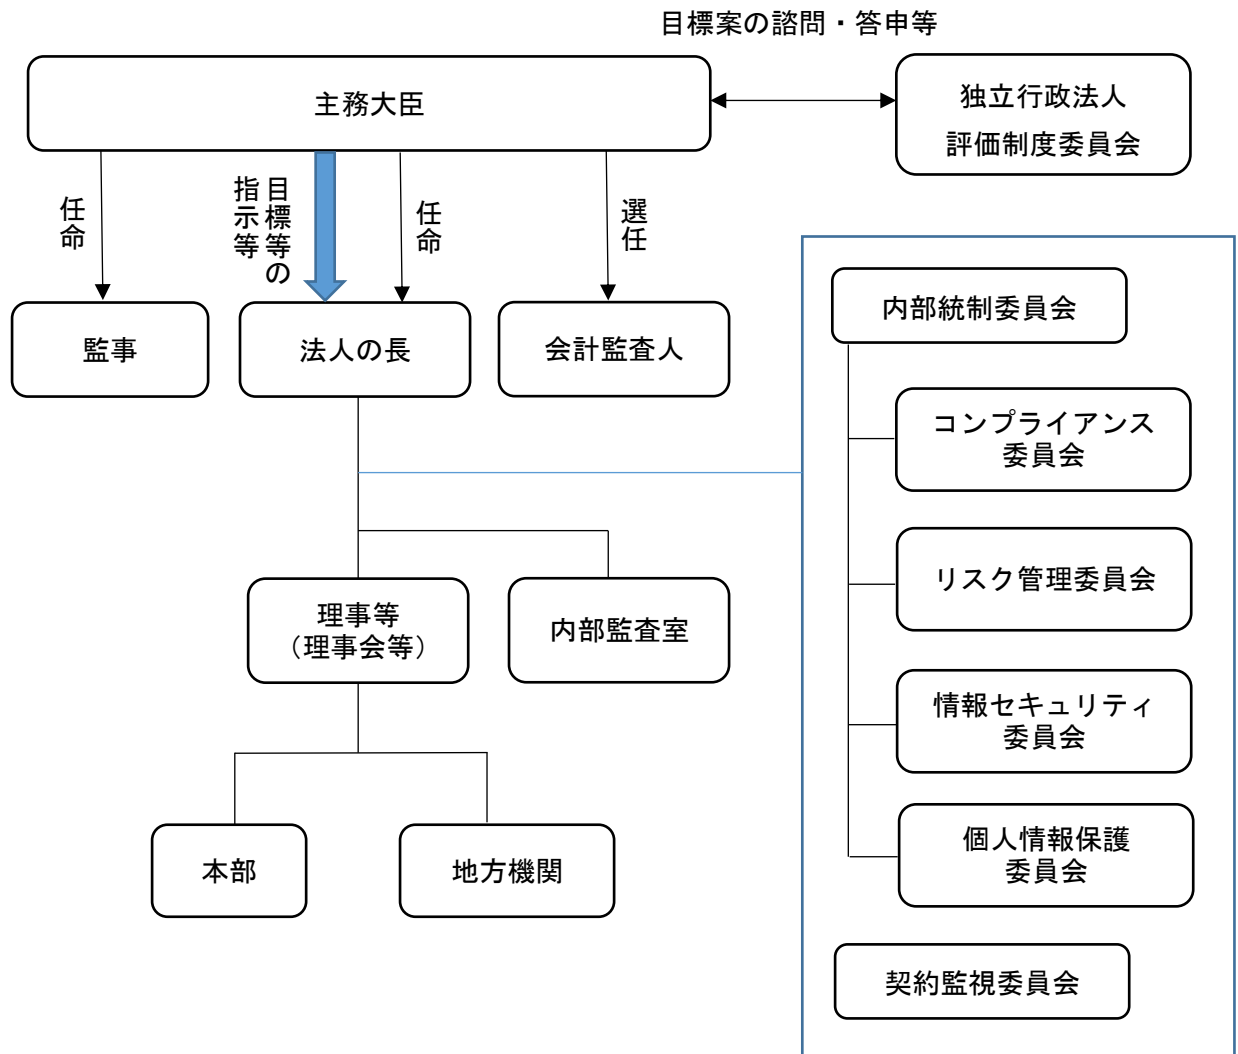 目標案の諮問・答申等
主務大臣
独立行政法人
評価制度委員会
任命
目標等の
指示等
任命
選任
監事
法人の長
会計監査人
理事等
（理事会等）
内部監査室
本部
地方機関
内部統制委員会
コンプライアンス
委員会
リスク管理委員会
情報セキュリティ
委員会
個人情報保護
委員会
契約監視委員会